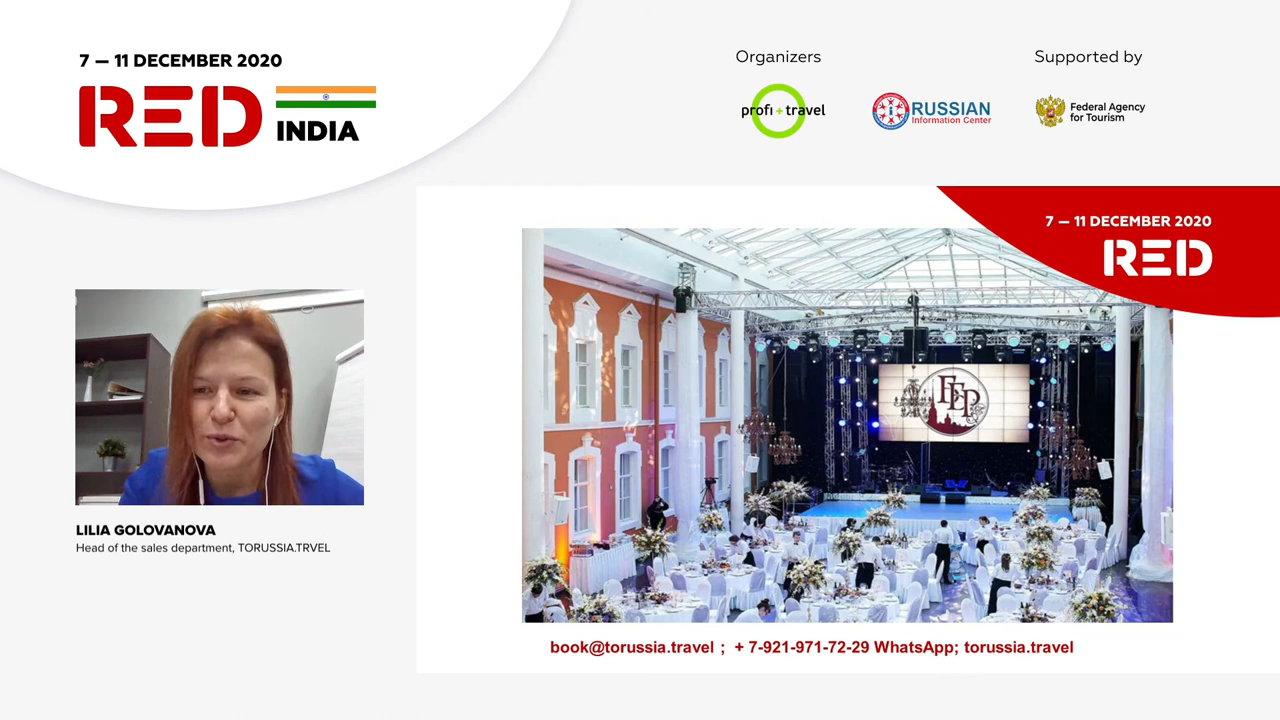 7 — 11 DECEMBER 2020
RED
INDIA
Organizers
Supported by
profi + travel
RUSSIAN
Information Center
Federal Agency
for Tourism
7 — 11 DECEMBER 2020
RED
LILIA GOLOVANOVA
Head of the sales department, TORUSSIA.TRVEL
book@torussia.travel ; + 7-921-971-72-29 WhatsApp; torussia.travel